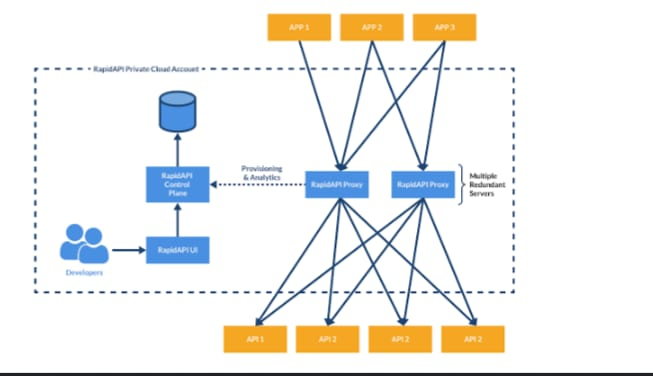 APP 1
APP 2
APP 3
RapidAPI Private Cloud Account
RapidAPI
Control
Plane
Provisioning
& Analytics
RapidAPI Proxy
RapidAPI Proxy
Multiple
Redundant
Servers
RapidAPI UI
Developers
API 1
API 2
API 2
API 2